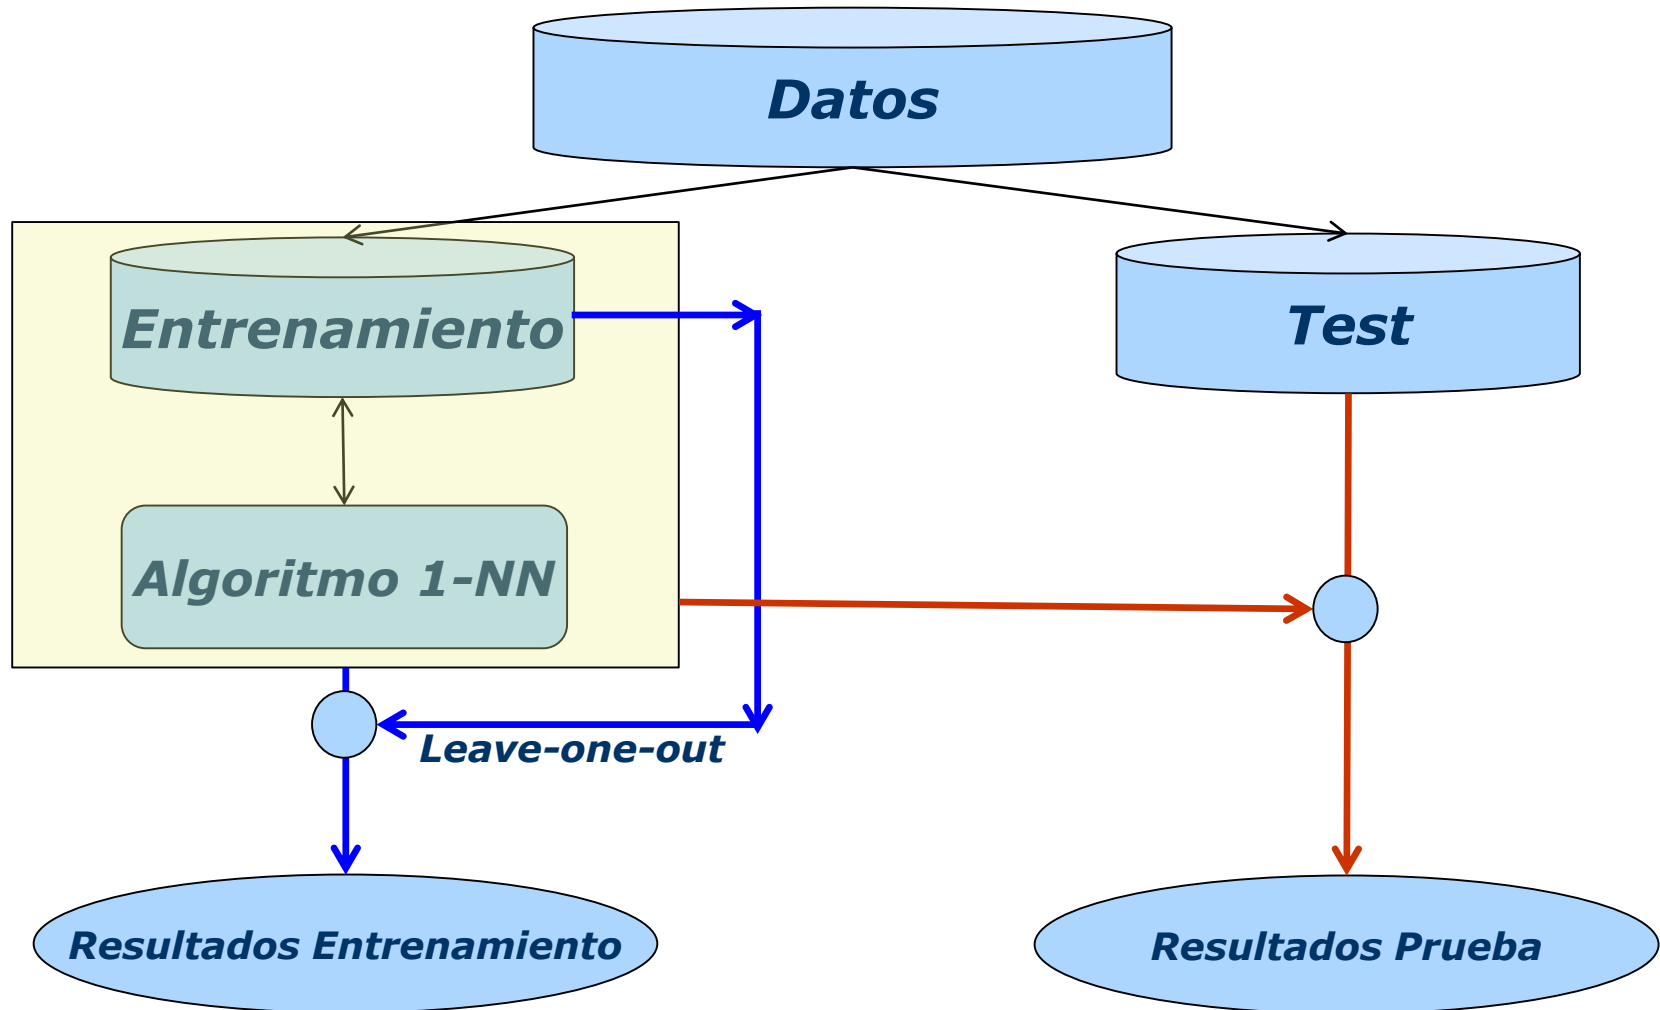 Datos
Entrenamiento
Test
Algoritmo 1-NN
Leave-one-out
Resultados Entrenamiento
Resultados Prueba